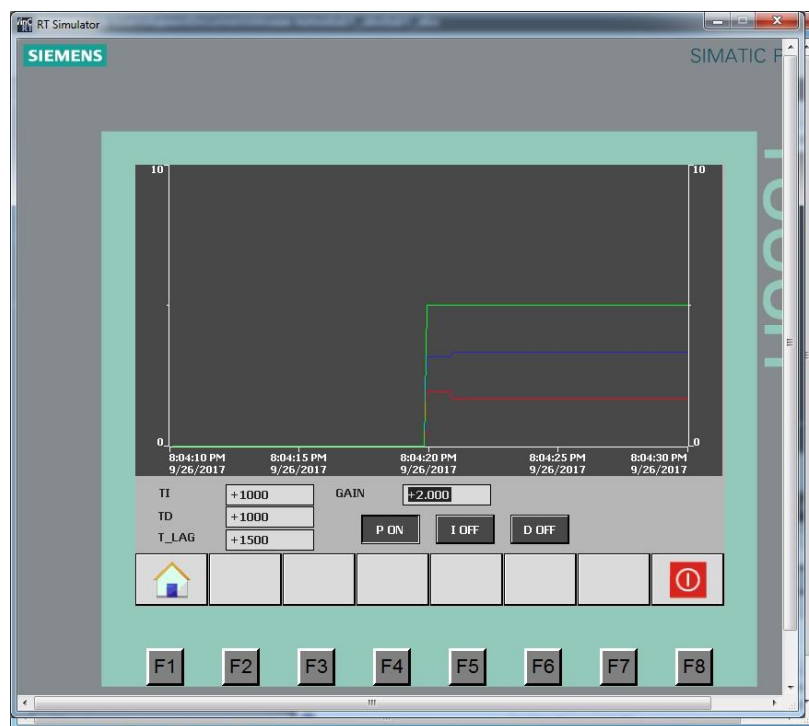 RT Simulator
SIEMENS
SIMATIC P
10 10
0 0
8:04:10 PM 8:04:15 PM 8:04:20 PM 8:04:25 PM 8:04:30 PM
9/26/2017 9/26/2017 9/26/2017 9/26/2017 9/26/2017
TI +1000 GAIN +2.000
TD +1000
P ON I OFF D OFF
T_LAG +1500
F1 F2 F3 F4 F5 F6 F7 F8